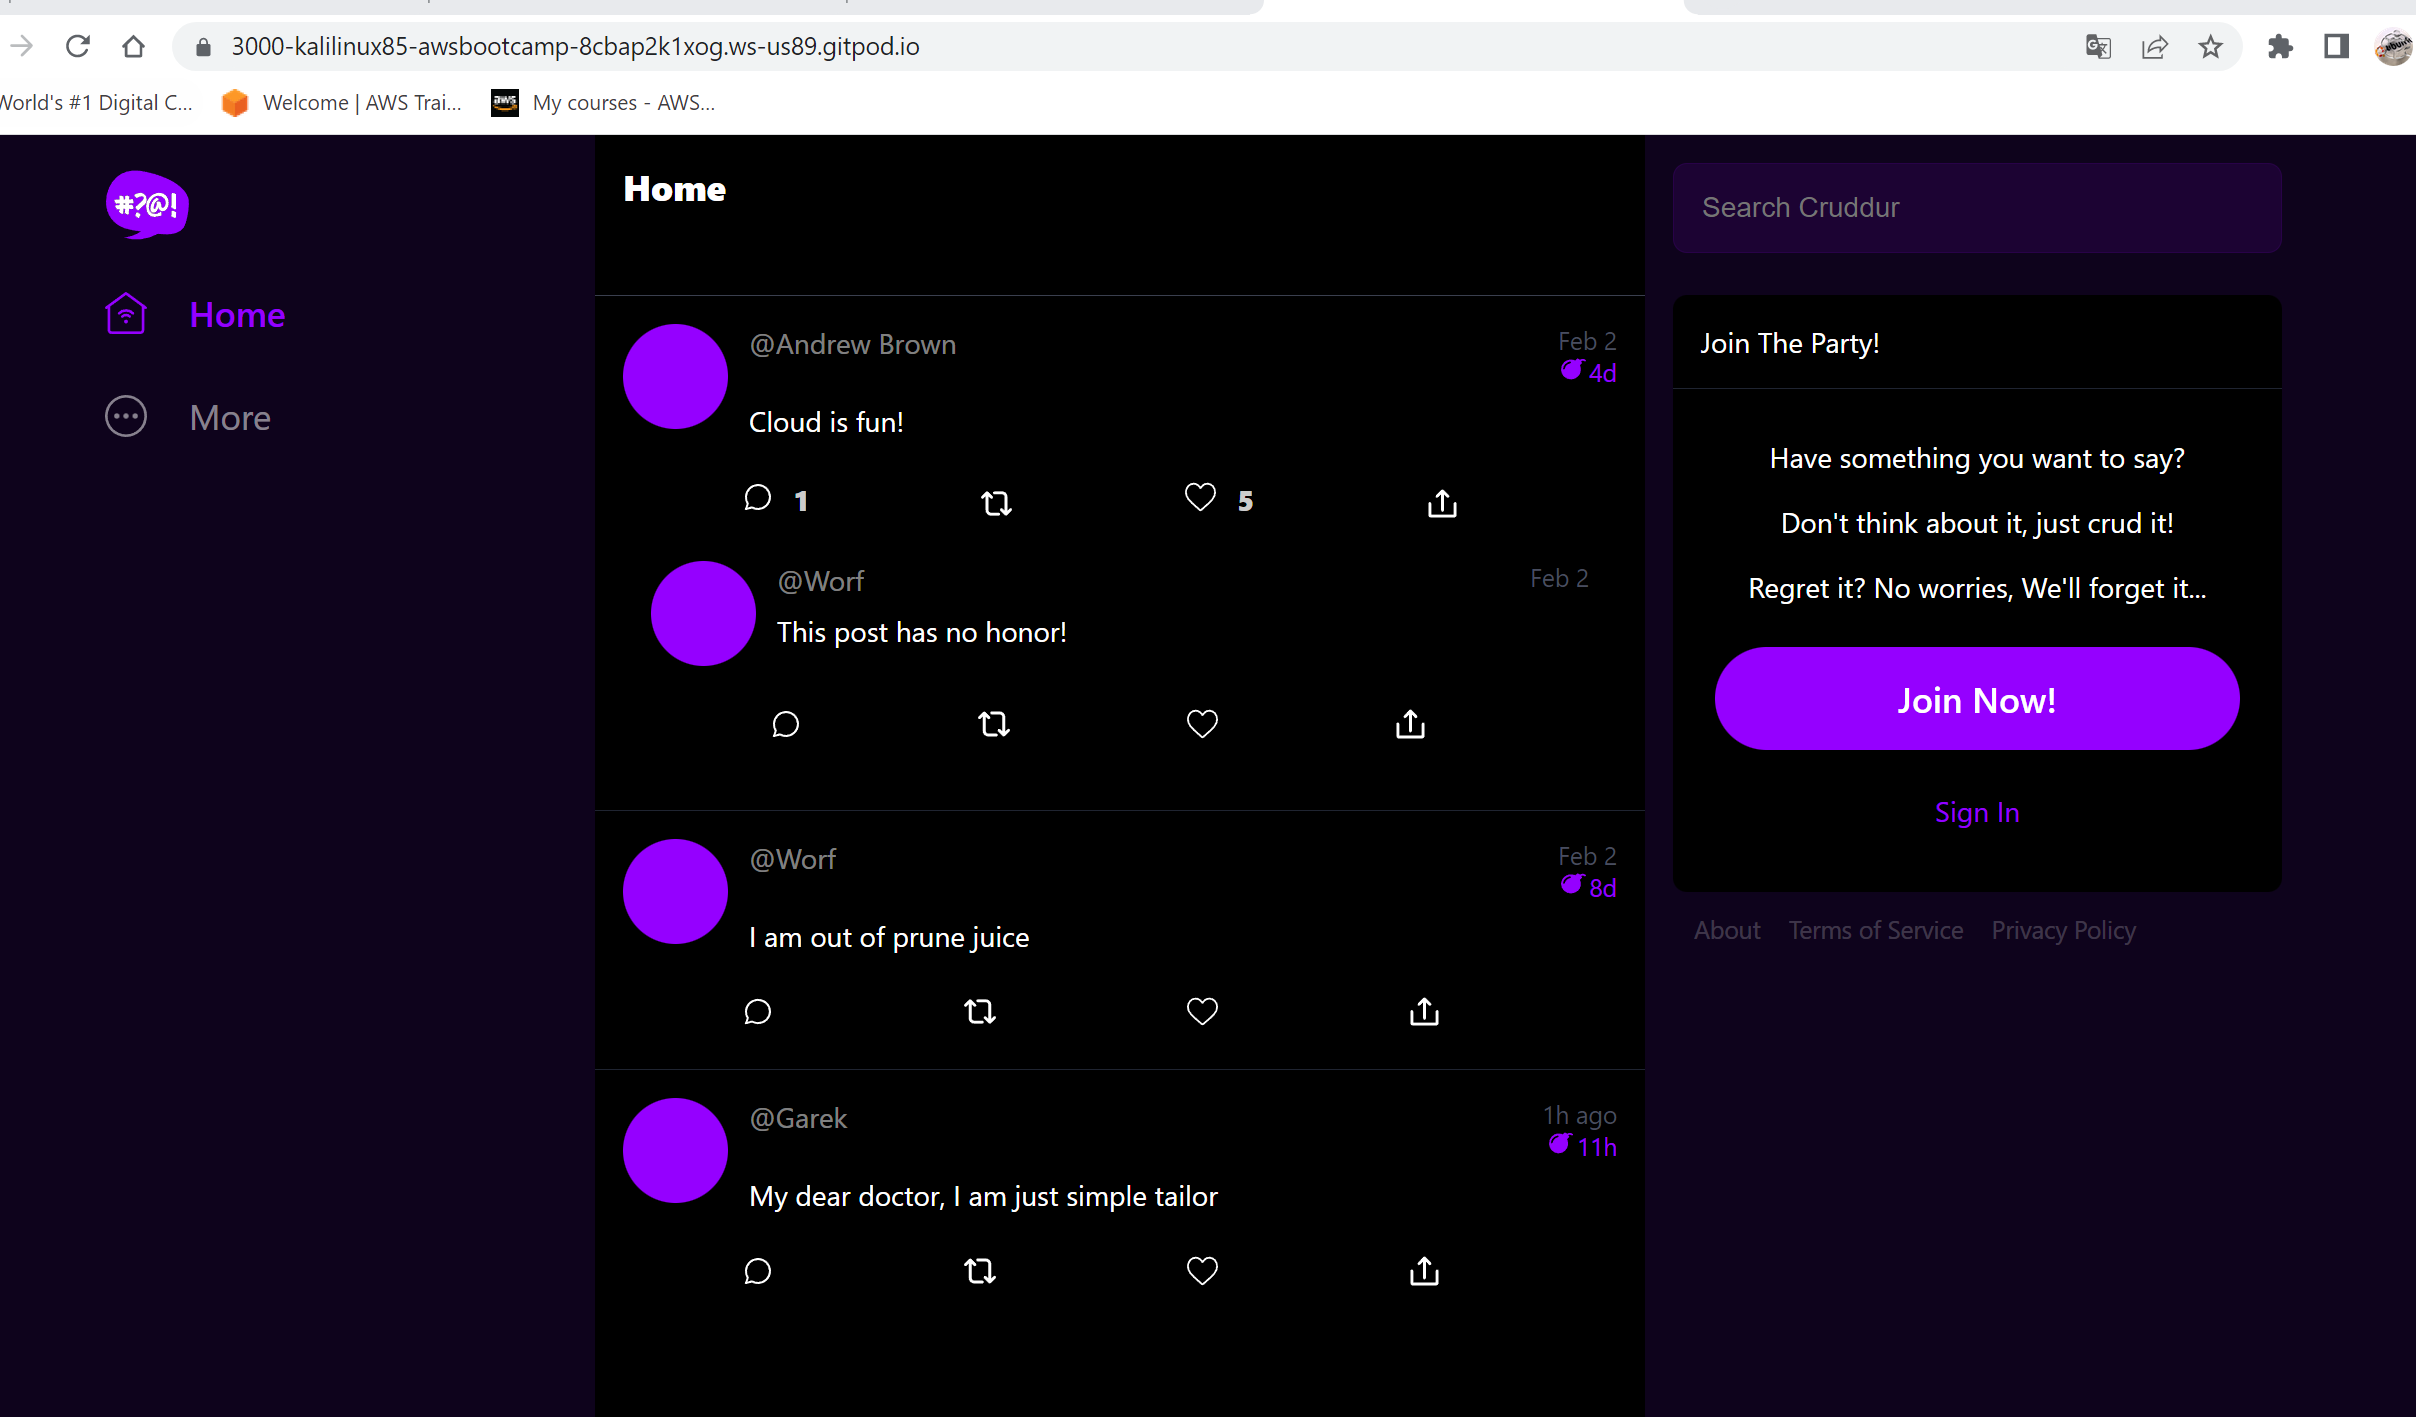 3000-kalilinux85-awsbootcamp-8cbap2k1xog.ws-us89.gitpod.io
World's #1 Digital C...
Welcome | AWS Trai...
aws
My courses - AWS...
#?@!
Home
More
Home
@Andrew Brown
Feb 2
4d
Cloud is fun!
1
5
@Worf
Feb 2
This post has no honor!
@Worf
Feb 2
8d
I am out of prune juice
@Garek
1h ago
11h
My dear doctor, I am just simple tailor
Search Cruddur
Join The Party!
Have something you want to say?
Don't think about it, just crud it!
Regret it? No worries, We'll forget it...
Join Now!
Sign In
About Terms of Service Privacy Policy